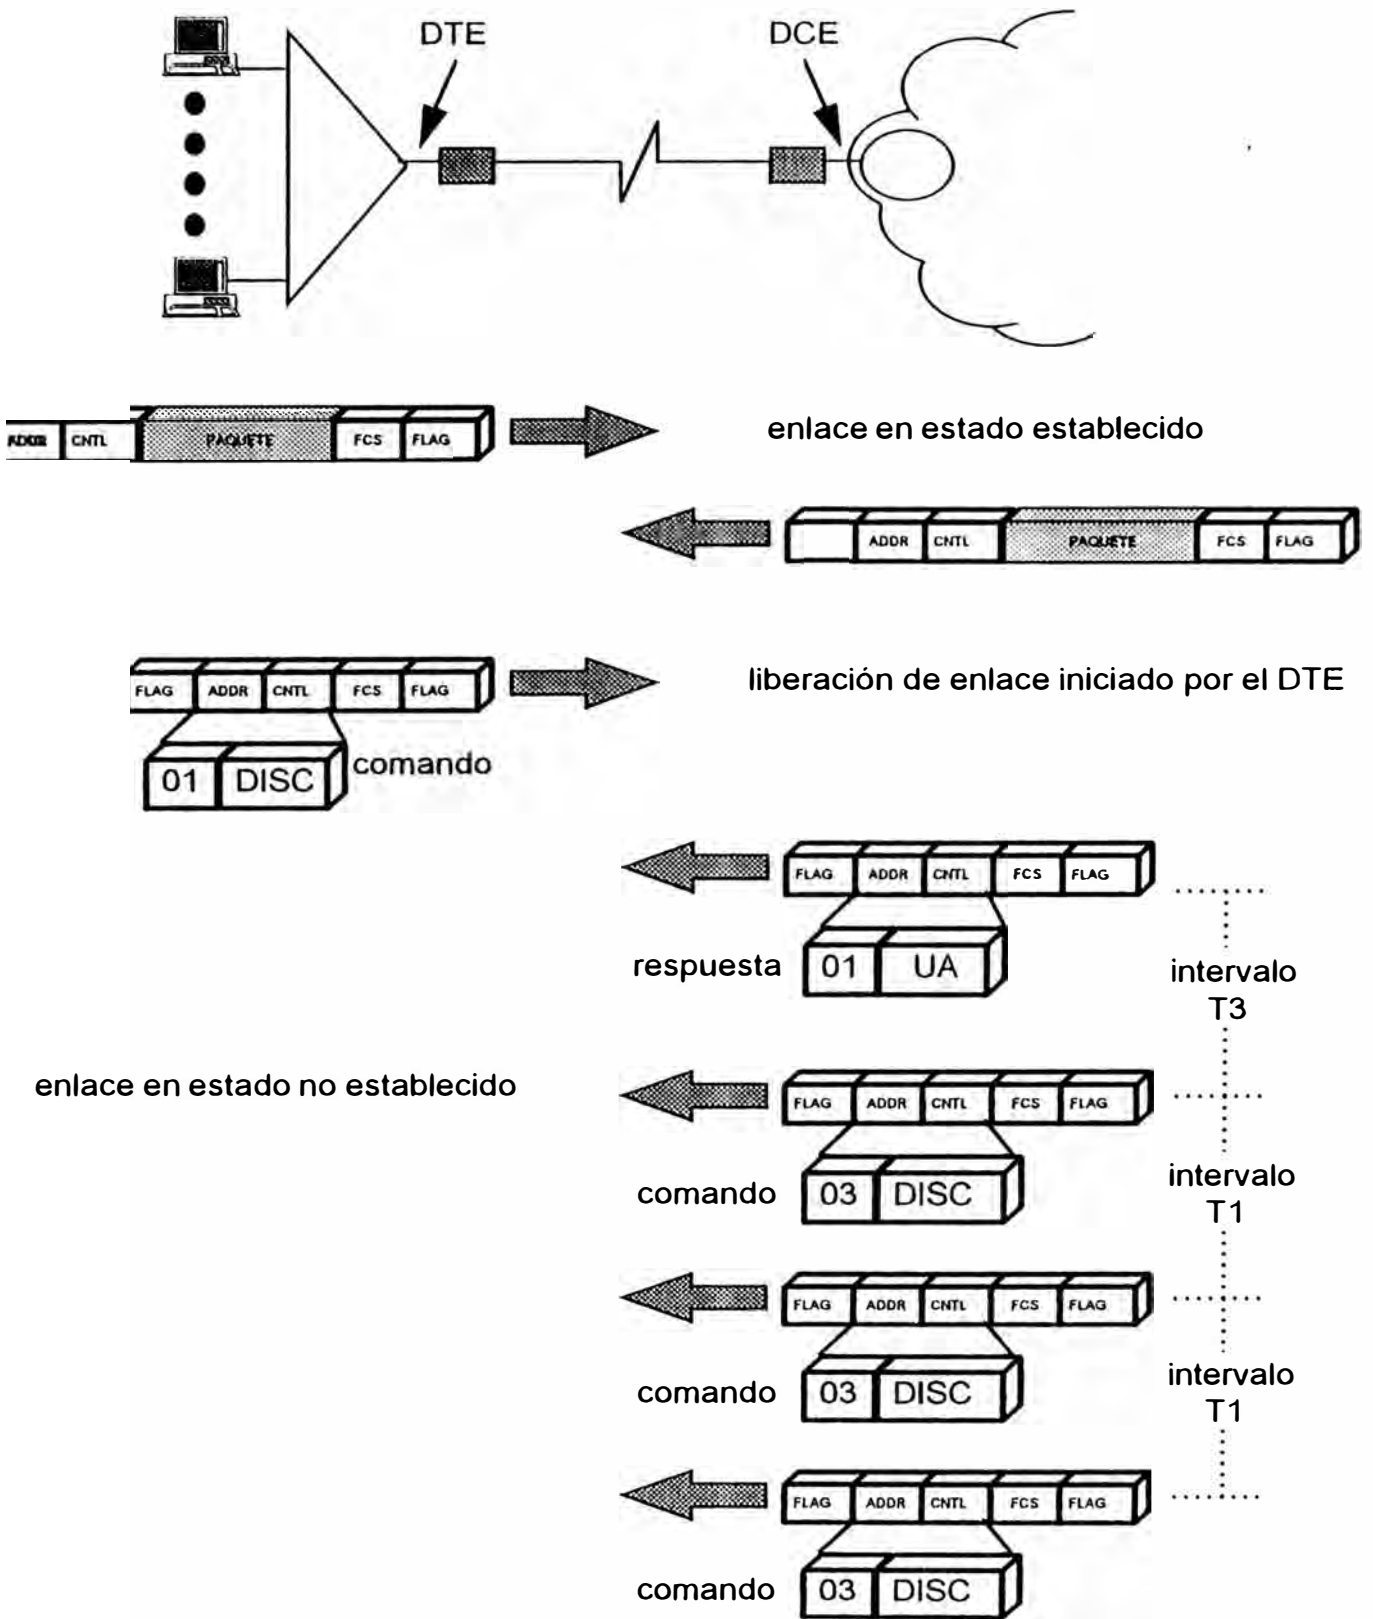 DTE DCE
ADDR CNTL PAQUETE FCS FLAG
enlace en estado establecido
ADDR CNTL PAQUETE FCS FLAG
FLAG ADDR CNTL FCS FLAG
liberación de enlace iniciado por el DTE
01 DISC comando
FLAG ADDR CNTL FCS FLAG
respuesta 01 UA
intervalo
T3
enlace en estado no establecido
FLAG ADDR CNTL FCS FLAG
comando 03 DISC
intervalo
T1
FLAG ADDR CNTL FCS FLAG
comando 03 DISC
intervalo
T1
FLAG ADDR CNTL FCS FLAG
comando 03 DISC